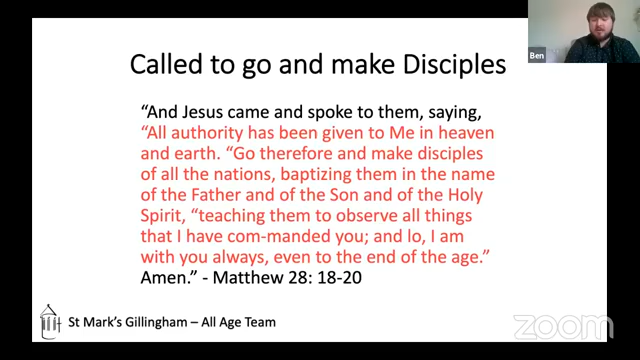 Ben
Called to go and make Disciples
“And Jesus came and spoke to them, saying,
“All authority has been given to Me in heaven
and earth. “Go therefore and make disciples
of all the nations, baptizing them in the name
of the Father and of the Son and of the Holy
Spirit, “teaching them to observe all things
that I have com-manded you; and lo, I am
with you always, even to the end of the age.”
Amen.” - Matthew 28: 18-20
St Mark’s Gillingham – All Age Team
zoom